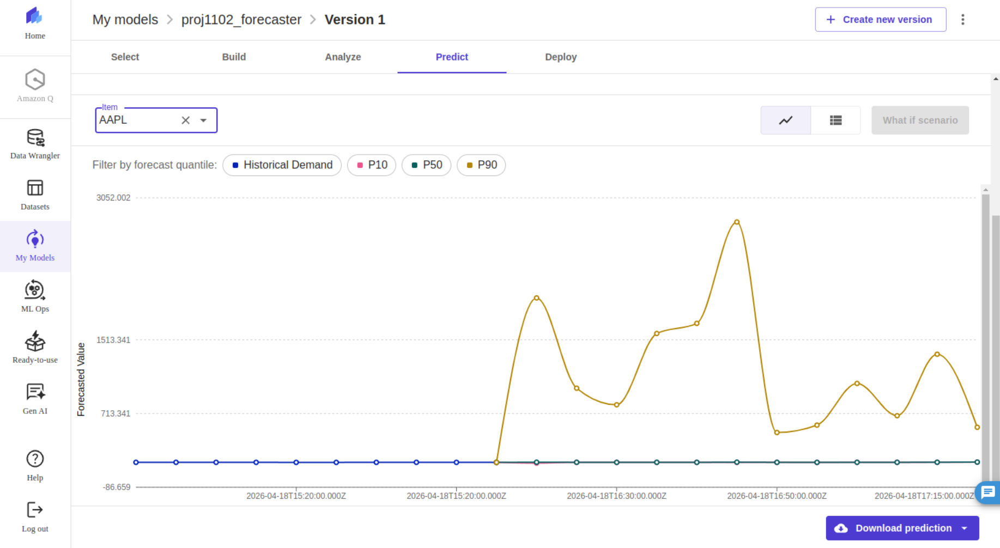 Home
Amazon Q
Data Wrangler
Datasets
My Models
ML Ops
Ready-to-use
Gen AI
Help
Log out
My models > proj1102_forecaster > Version 1
+ Create new version
Select Build Analyze Predict Deploy
Item
AAPL
What if scenario
Filter by forecast quantile: Historical Demand P10 P50 P90
Forecasted Value
3052.002
1513.341
713.341
-86.659
2026-04-18T15:20:00.000Z 2026-04-18T15:20:00.000Z 2026-04-18T16:30:00.000Z 2026-04-18T16:50:00.000Z 2026-04-18T17:15:00.000Z
Download prediction